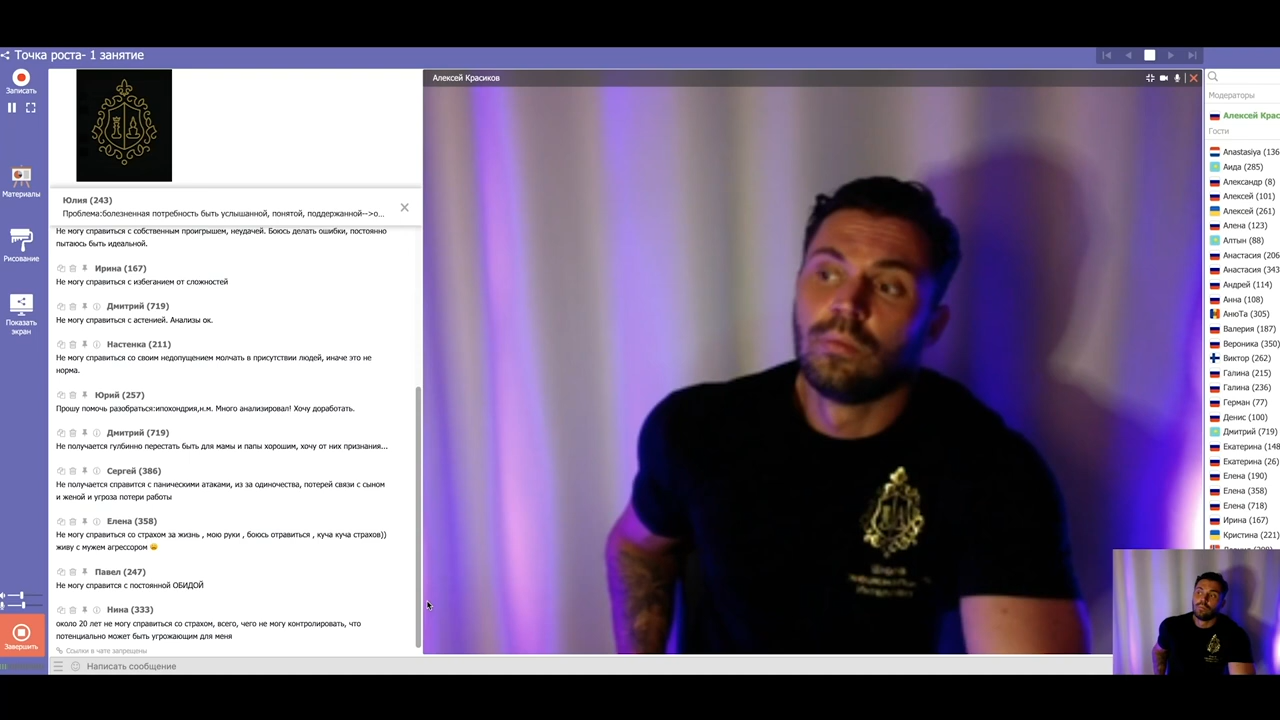 Точка роста- 1 занятие
Записать
Материалы
Рисование
Показать
экран
Завершить
Юлия (243)
Проблема:болезненная потребность быть услышанной, понятой, поддержанной-->о...
Не могу справиться с собственным проигрышем, неудачей. Боюсь делать ошибки, постоянно
пытаюсь быть идеальной.
Ирина (167)
Не могу справиться с избеганием от сложностей
Дмитрий (719)
Не могу справиться с астенией. Анализы ок.
Настенка (211)
Не могу справиться со своим недопущением молчать в присутствии людей, иначе это не
норма.
Юрий (257)
Прошу помочь разобраться:ипохондрия,н.м. Много анализировал! Хочу доработать.
Дмитрий (719)
Не получается гулбинно перестать быть для мамы и папы хорошим, хочу от них признания...
Сергей (386)
Не получается справится с паническими атаками, из за одиночества, потерей связи с сыном
и женой и угроза потери работы
Елена (358)
Не могу справиться со страхом за жизнь , мою руки , боюсь отравиться , куча куча страхов))
живу с мужем агрессором 😄
Павел (247)
Не могу справится с постоянной ОБИДОЙ
Нина (333)
около 20 лет не могу справиться со страхом, всего, чего не могу контролировать, что
потенциально может быть угрожающим для меня
Ссылки в чате запрещены
Написать сообщение
Алексей Красиков
Модераторы
Алексей Крас
Гости
Anastasiya (136
Аида (285)
Александр (8)
Алексей (101)
Алексей (261)
Алена (123)
Алтын (88)
Анастасия (206
Анастасия (343
Андрей (114)
Анна (108)
АнюТа (305)
Валерия (187)
Вероника (350)
Виктор (262)
Галина (215)
Галина (236)
Герман (77)
Денис (100)
Дмитрий (719)
Екатерина (148
Екатерина (26)
Елена (190)
Елена (358)
Елена (718)
Ирина (167)
Кристина (221)